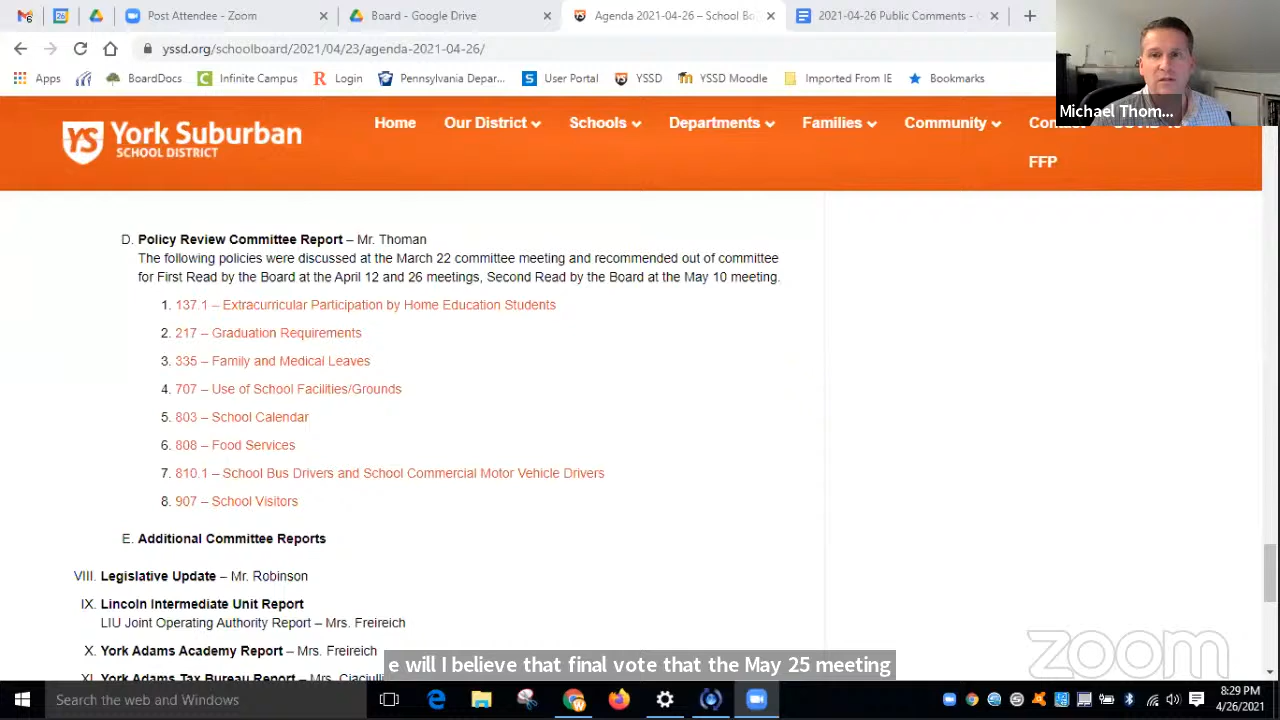 Post Attendee - Zoom
Board - Google Drive
Agenda 2021-04-26 – School Bo
2021-04-26 Public Comments -
yssd.org/schoolboard/2021/04/23/agenda-2021-04-26/
Apps
BoardDocs
Infinite Campus
Login
Pennsylvania Depar...
User Portal
YSSD
YSSD Moodle
Imported From IE
Bookmarks
Michael Thom...
YS York Suburban
SCHOOL DISTRICT
Home
Our District
Schools
Departments
Families
Community
FFP
D. Policy Review Committee Report – Mr. Thoman
The following policies were discussed at the March 22 committee meeting and recommended out of committee
for First Read by the Board at the April 12 and 26 meetings, Second Read by the Board at the May 10 meeting.
1. 137.1 – Extracurricular Participation by Home Education Students
2. 217 – Graduation Requirements
3. 335 – Family and Medical Leaves
4. 707 – Use of School Facilities/Grounds
5. 803 – School Calendar
6. 808 – Food Services
7. 810.1 – School Bus Drivers and School Commercial Motor Vehicle Drivers
8. 907 – School Visitors
E. Additional Committee Reports
VIII. Legislative Update – Mr. Robinson
IX. Lincoln Intermediate Unit Report
LIU Joint Operating Authority Report – Mrs. Freireich
X. York Adams Academy Report – Mrs. Freireich
XI. York Adams Tax Bureau Report – Mrs.
e will I believe that final vote that the May 25 meeting
zoom
Search the web and Windows
8:29 PM
4/26/2021